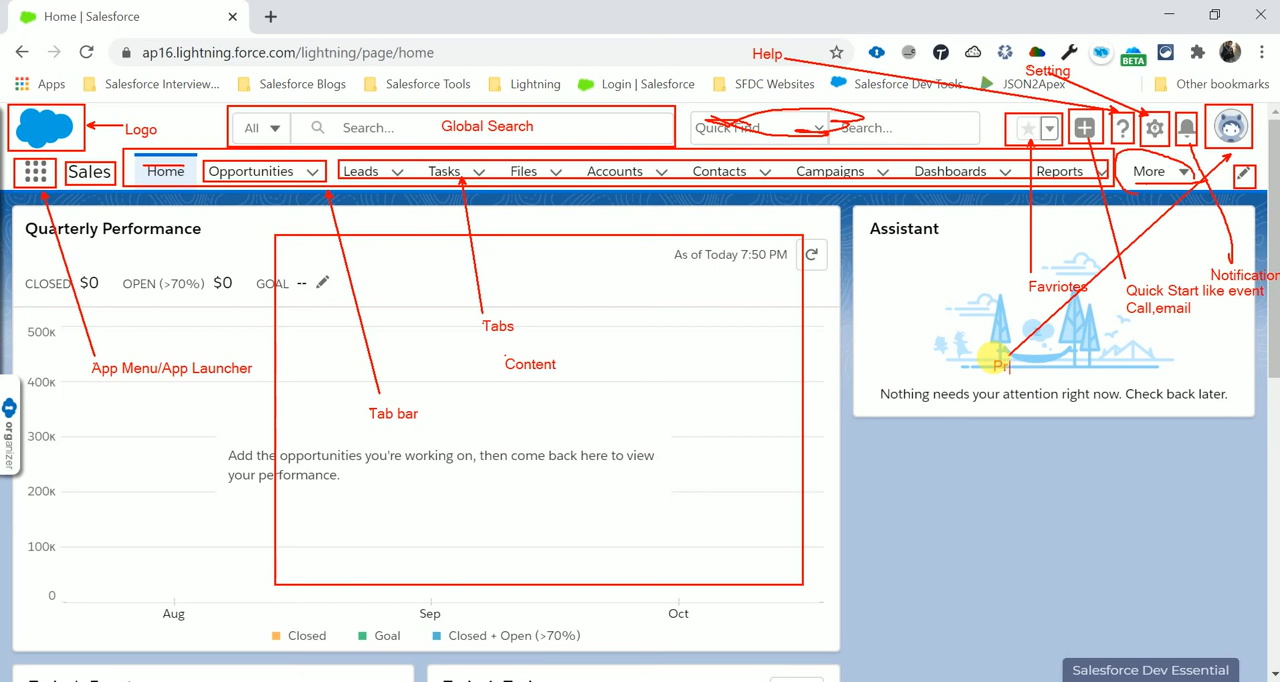 Home | Salesforce
ap16.lightning.force.com/lightning/page/home
Help
BETA
Setting
Apps Salesforce Interview... Salesforce Blogs Salesforce Tools Lightning Login | Salesforce SFDC Websites Salesforce Dev Tools JSON2Apex Other bookmarks
Logo
All Search... Global Search Quick Find Search...
Sales Home Opportunities Leads Tasks Files Accounts Contacts Campaigns Dashboards Reports More
Quarterly Performance
As of Today 7:50 PM
CLOSED $0 OPEN (>70%) $0 GOAL --
Assistant
Notification
Favriotes
Quick Start like event
Call,email
500K
Tabs
Content
App Menu/App Launcher
Pr
400K
Nothing needs your attention right now. Check back later.
Tab bar
organizer
300K
Add the opportunities you're working on, then come back here to view
your performance.
200K
100K
0
Aug Sep Oct
Closed Goal Closed + Open (>70%)
Salesforce Dev Essential